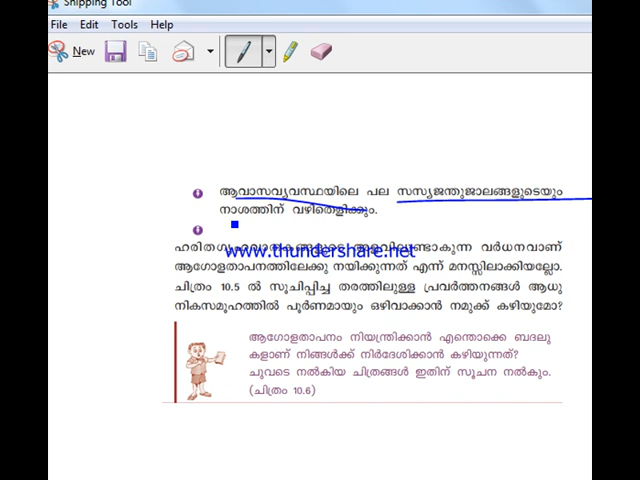 Snipping Tool
File Edit Tools Help
New
ആവാസവ്യവസ്ഥയിലെ പല സസ്യജന്തുജാലങ്ങളുടെയും
നാശത്തിന് വഴിതെളിക്കും.
ഹരിതഗൃഹവാതകങ്ങളുടെ അളവിലുണ്ടാകുന്ന വർധനവാണ്
www.thundershare.net
ആഗോളതാപനത്തിലേക്കു നയിക്കുന്നത് എന്ന് മനസ്സിലാക്കിയല്ലോ.
ചിത്രം 10.5 ൽ സൂചിപ്പിച്ച തരത്തിലുള്ള പ്രവർത്തനങ്ങൾ ആധു
നികസമൂഹത്തിൽ പൂർണമായും ഒഴിവാക്കാൻ നമുക്ക് കഴിയുമോ?
ആഗോളതാപനം നിയന്ത്രിക്കാൻ എന്തൊക്കെ ബദലു
കളാണ് നിങ്ങൾക്ക് നിർദേശിക്കാൻ കഴിയുന്നത്?
ചുവടെ നൽകിയ ചിത്രങ്ങൾ ഇതിന് സൂചന നൽകും.
(ചിത്രം 10.6)